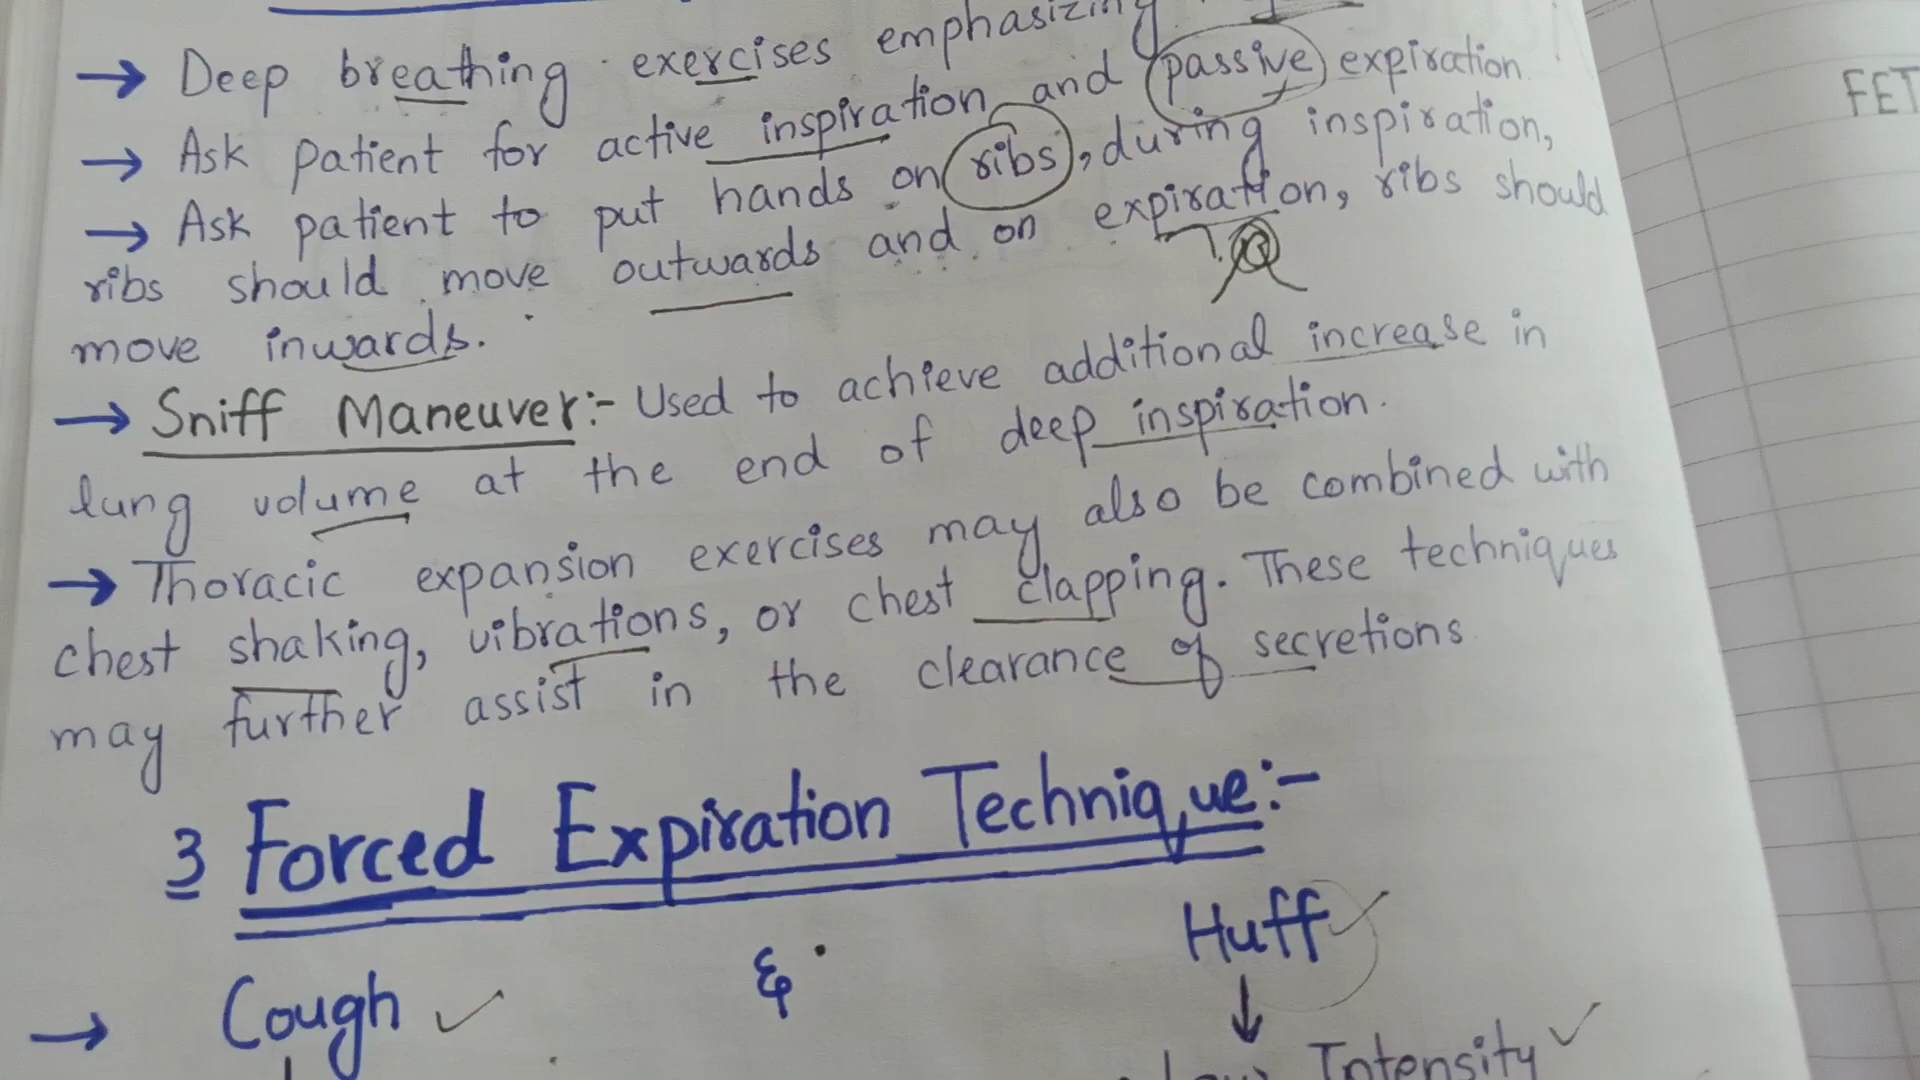 → Deep breathing exercises emphasizing
→ Ask patient for active inspiration and passive expiration
→ Ask patient to put hands on ribs, during inspiration,
ribs should move outwards and on expiration, ribs should
move inwards.
→ Sniff Maneuver:- Used to achieve additional increase in
lung volume at the end of deep inspiration.
→ Thoracic expansion exercises may also be combined with
chest shaking, vibrations, or chest clapping. These techniques
may further assist in the clearance of secretions
3 Forced Expiration Technique:-
→ Cough ✓ & Huff ✓
↓
Low Intensity ✓
FET